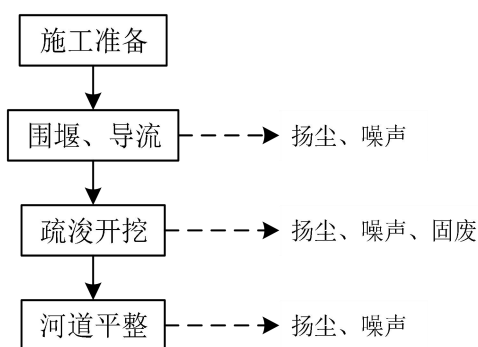 施工准备
围堰、导流
扬尘、噪声
疏浚开挖
扬尘、噪声、固废
河道平整
扬尘、噪声